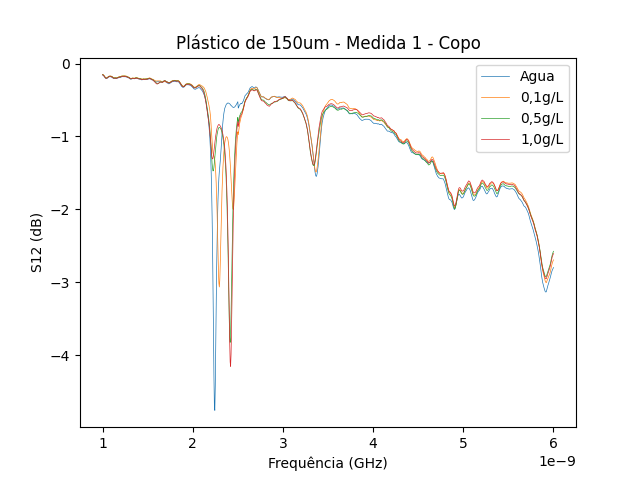 Plástico de 150um - Medida 1 - Copo
Agua
0,1g/L
0,5g/L
1,0g/L
0
−1
−2
−3
−4
S12 (dB)
1
2
3
4
5
6
Frequência (GHz)
1e−9